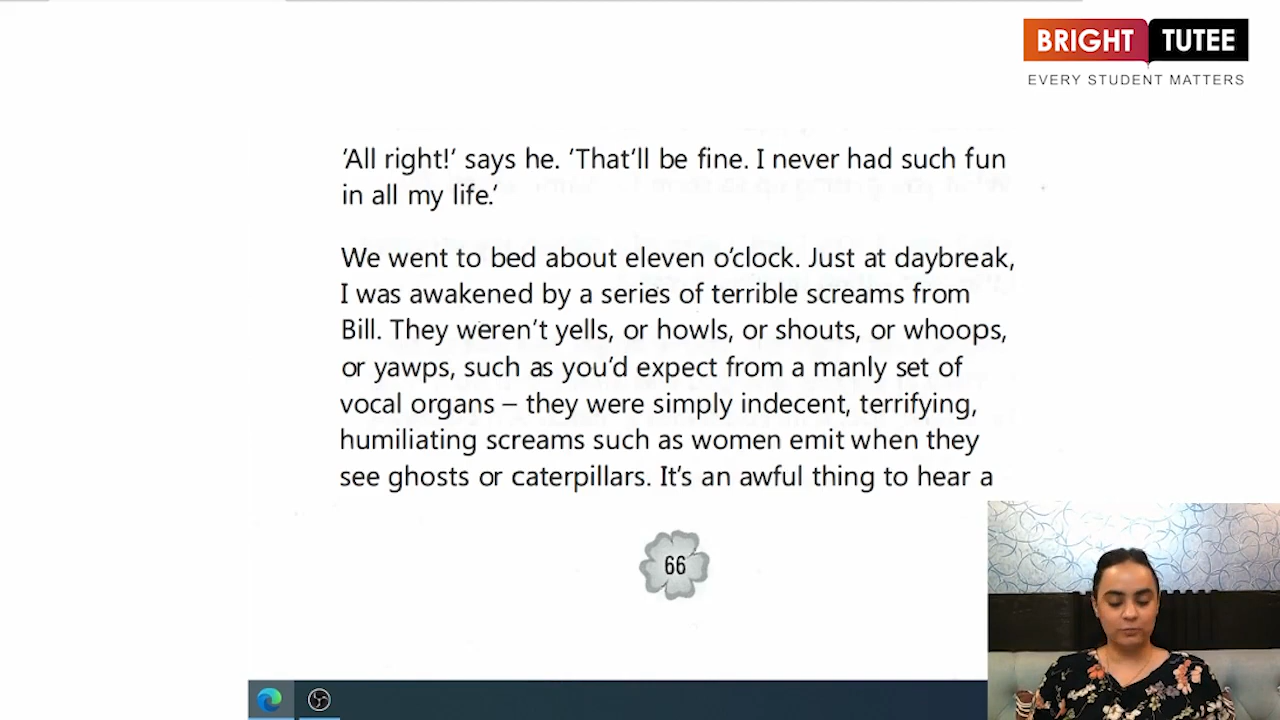 BRIGHT TUTEE
EVERY STUDENT MATTERS
‘All right!’ says he. ‘That’ll be fine. I never had such fun
in all my life.’
We went to bed about eleven o’clock. Just at daybreak,
I was awakened by a series of terrible screams from
Bill. They weren’t yells, or howls, or shouts, or whoops,
or yawps, such as you’d expect from a manly set of
vocal organs – they were simply indecent, terrifying,
humiliating screams such as women emit when they
see ghosts or caterpillars. It’s an awful thing to hear a
66